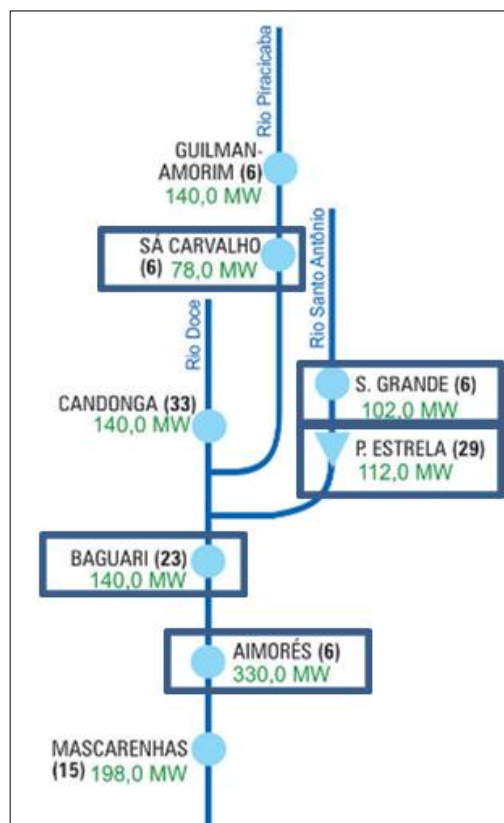 Rio Piracicaba
GUILMAN-
AMORIM (6)
140,0 MW
SÁ CARVALHO
(6) 78,0 MW
Rio Santo Antônio
Rio Doce
S. GRANDE (6)
102,0 MW
CANDONGA (33)
140,0 MW
P. ESTRELA (29)
112,0 MW
BAGUARI (23)
140,0 MW
AIMORÉS (6)
330,0 MW
MASCARENHAS
(15) 198,0 MW